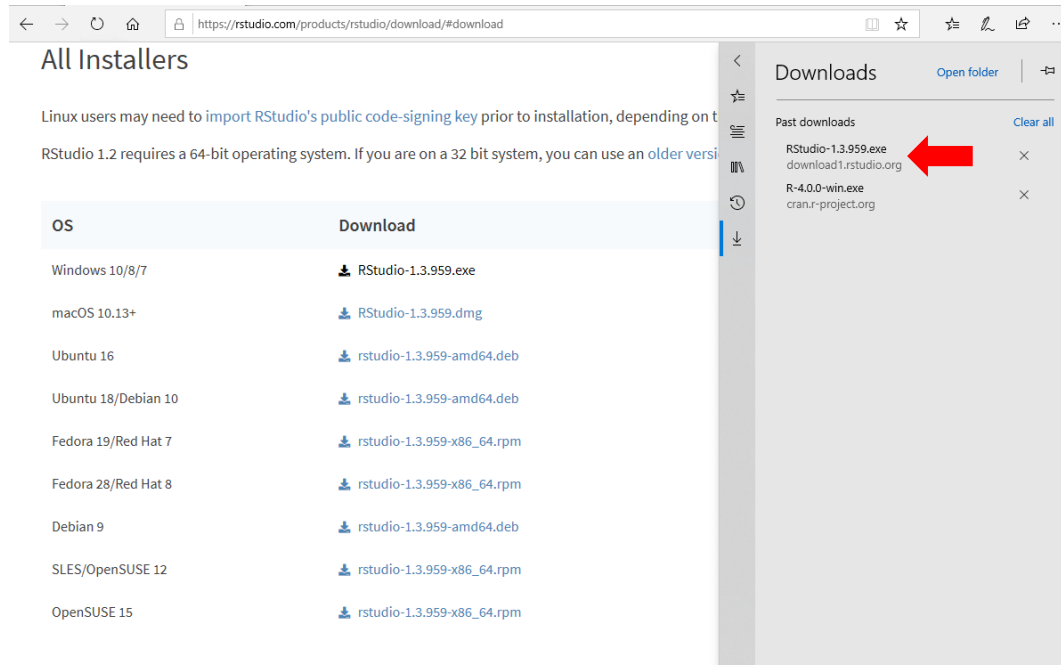 https://rstudio.com/products/rstudio/download/#download
All Installers
Linux users may need to import RStudio's public code-signing key prior to installation, depending on t
RStudio 1.2 requires a 64-bit operating system. If you are on a 32 bit system, you can use an older versi
OS Download
Windows 10/8/7 RStudio-1.3.959.exe
macOS 10.13+ RStudio-1.3.959.dmg
Ubuntu 16 rstudio-1.3.959-amd64.deb
Ubuntu 18/Debian 10 rstudio-1.3.959-amd64.deb
Fedora 19/Red Hat 7 rstudio-1.3.959-x86_64.rpm
Fedora 28/Red Hat 8 rstudio-1.3.959-x86_64.rpm
Debian 9 rstudio-1.3.959-amd64.deb
SLES/OpenSUSE 12 rstudio-1.3.959-x86_64.rpm
OpenSUSE 15 rstudio-1.3.959-x86_64.rpm
Downloads Open folder
Past downloads Clear all
RStudio-1.3.959.exe
download1.rstudio.org
R-4.0.0-win.exe
cran.r-project.org